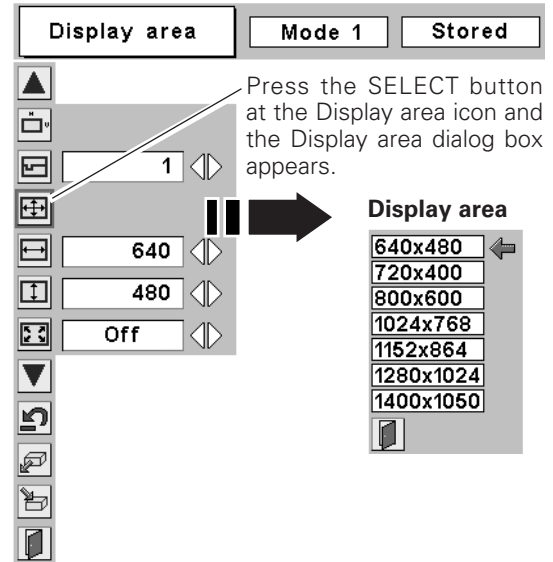 Display area Mode 1 Stored
Press the SELECT button
at the Display area icon and
the Display area dialog box
appears.
H
V
1
640
480
Off
Display area
640x480
720x400
800x600
1024x768
1152x864
1280x1024
1400x1050